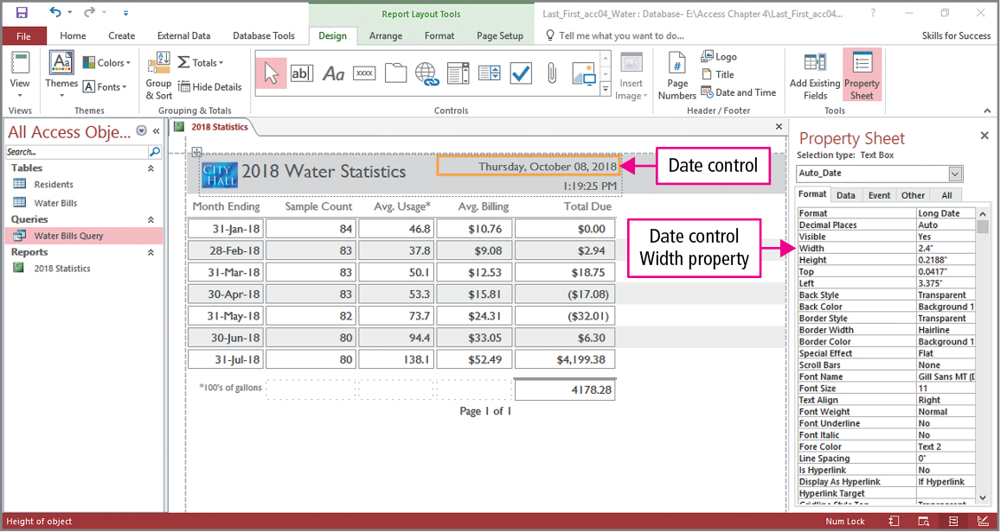 Report Layout Tools
Last_First_acc04_Water : Database- E:\Access Chapter 4\Last_First_acc04...
?
File
Home
Create
External Data
Database Tools
Design
Arrange
Format
Page Setup
Tell me what you want to do...
Skills for Success
View
Views
Themes
Colors
Fonts
Themes
Group & Sort
Totals
Hide Details
Grouping & Totals
ab|
Aa
xxxx
Controls
Insert Image
Page Numbers
Logo
Title
Date and Time
Header / Footer
Add Existing Fields
Property Sheet
Tools
All Access Obje...
Search...
Tables
Residents
Water Bills
Queries
Water Bills Query
Reports
2018 Statistics
2018 Statistics
CITY HALL
2018 Water Statistics
Thursday, October 08, 2018
1:19:25 PM
Date control
Month Ending Sample Count Avg. Usage* Avg. Billing Total Due
31-Jan-18 84 46.8 $10.76 $0.00
28-Feb-18 83 37.8 $9.08 $2.94
31-Mar-18 83 50.1 $12.53 $18.75
30-Apr-18 83 53.3 $15.81 ($17.08)
31-May-18 82 73.7 $24.31 ($32.01)
30-Jun-18 80 94.4 $33.05 $6.30
31-Jul-18 80 138.1 $52.49 $4,199.38
*100's of gallons
4178.28
Page 1 of 1
Date control
Width property
Property Sheet
Selection type: Text Box
Auto_Date
Format Data Event Other All
Format Long Date
Decimal Places Auto
Visible Yes
Width 2.4"
Height 0.2188"
Top 0.0417"
Left 3.375"
Back Style Transparent
Back Color Background 1
Border Style Transparent
Border Width Hairline
Border Color Background 1
Special Effect Flat
Scroll Bars None
Font Name Gill Sans MT (D
Font Size 11
Text Align Right
Font Weight Normal
Font Underline No
Font Italic No
Fore Color Text 2
Line Spacing 0"
Is Hyperlink No
Display As Hyperlink If Hyperlink
Hyperlink Target
Gridline Style Top Transparent
Height of object
Num Lock